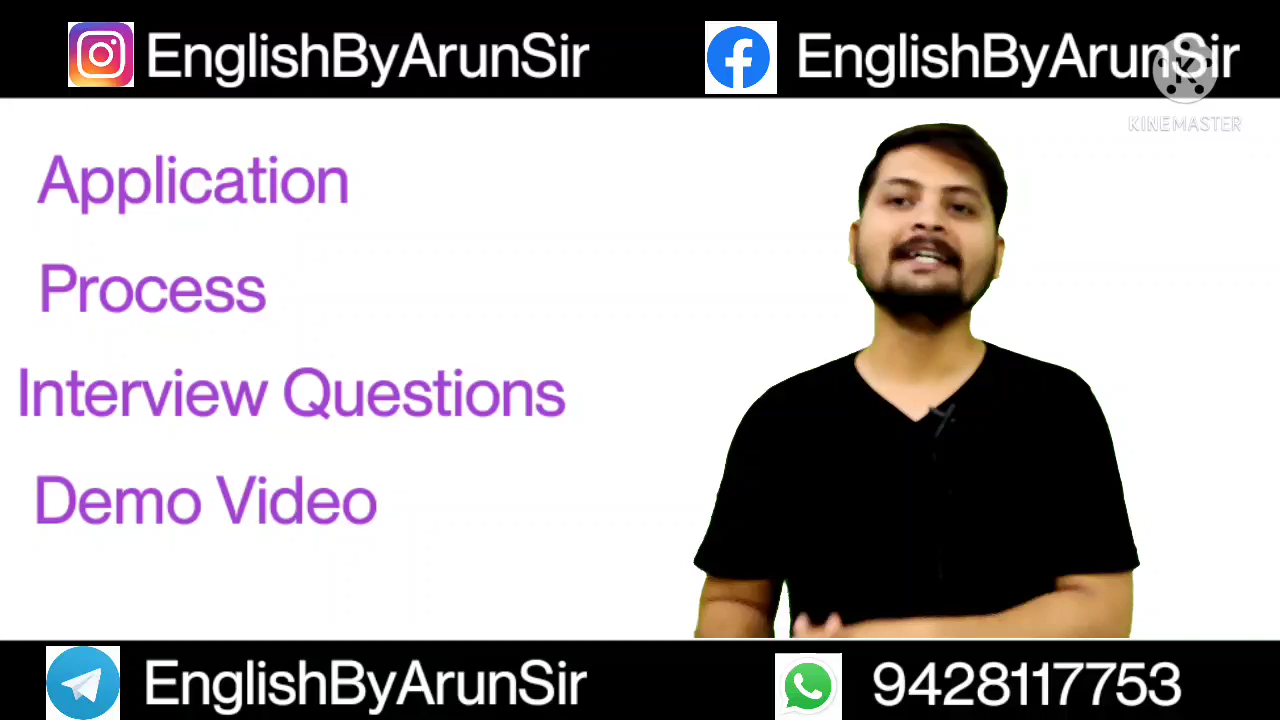 EnglishByArunSir
EnglishByArunSir
KINEMASTER
Application
Process
Interview Questions
Demo Video
EnglishByArunSir
9428117753